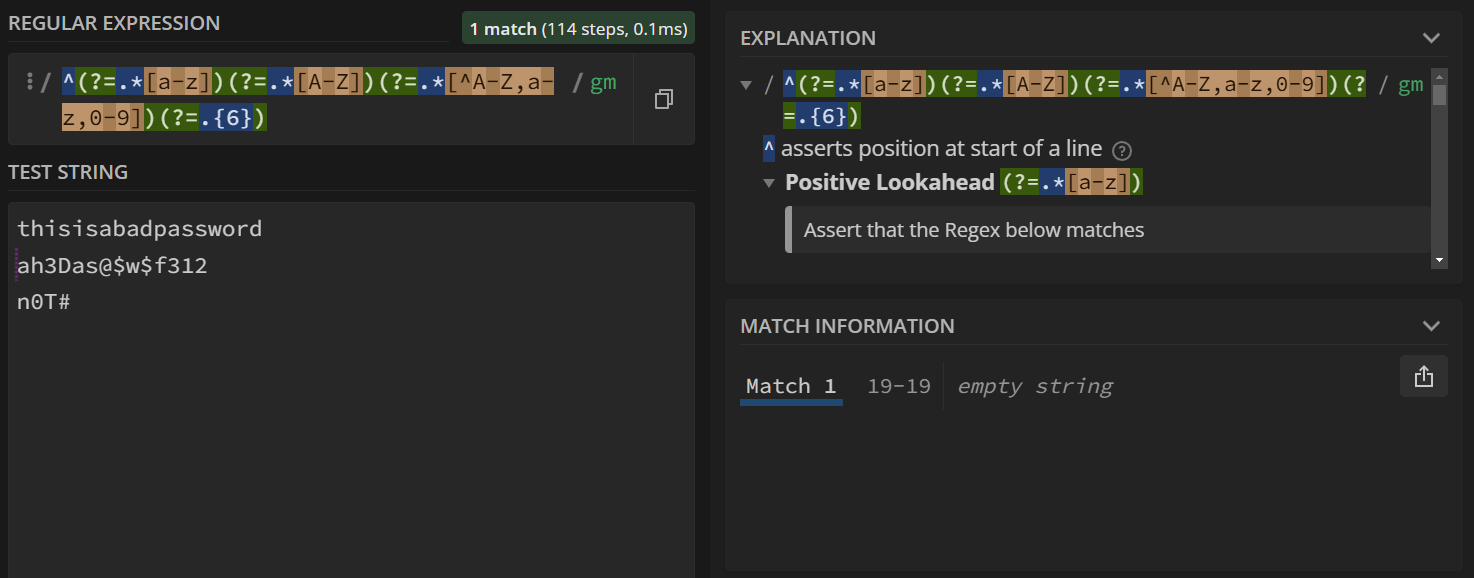 REGULAR EXPRESSION
1 match (114 steps, 0.1ms)
/ ^(?=.*[a-z])(?=.*[A-Z])(?=.*[^A-Z,a- / gm
z,0-9])(?=.{6})
TEST STRING
thisisabadpassword
ah3Das@$w$f312
n0T#
EXPLANATION
/ ^(?=.*[a-z])(?=.*[A-Z])(?=.*[^A-Z,a-z,0-9])(? / gm
=.{6})
^ asserts position at start of a line ?
Positive Lookahead (?=.*[a-z])
Assert that the Regex below matches
MATCH INFORMATION
Match 1 19-19 empty string